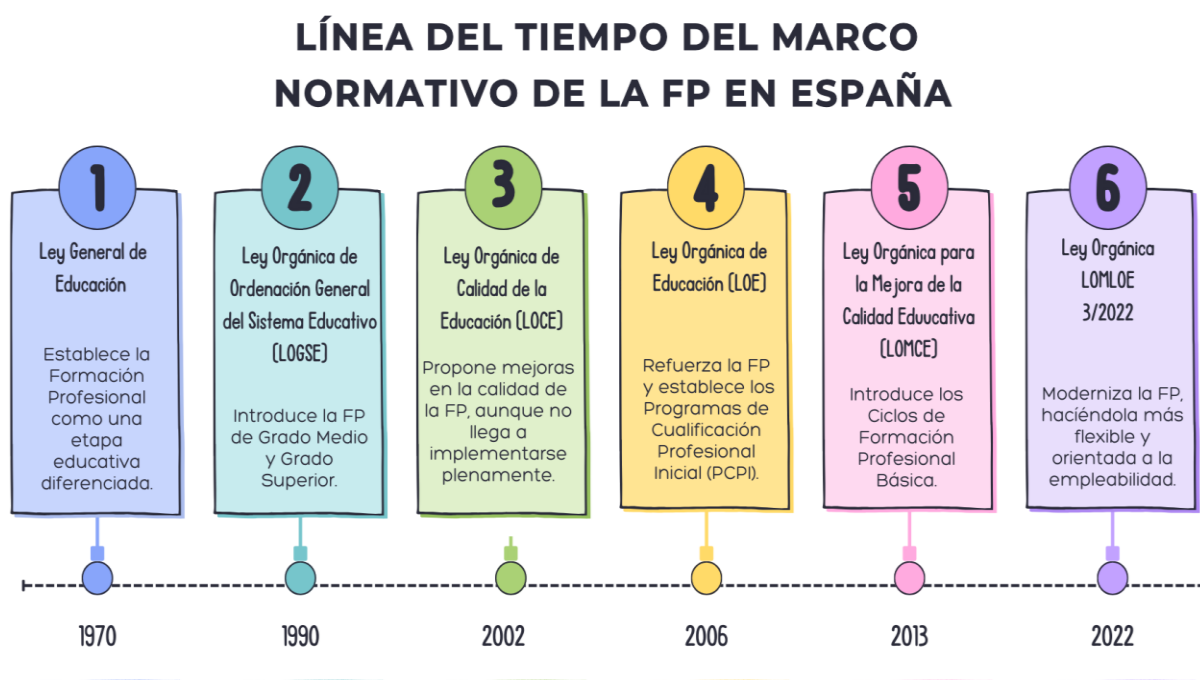 LÍNEA DEL TIEMPO DEL MARCO
NORMATIVO DE LA FP EN ESPAÑA
1
Ley General de
Educación
Establece la
Formación
Profesional
como una
etapa
educativa
diferenciada.
2
Ley Orgánica de
Ordenación General
del Sistema Educativo
(LOGSE)
Introduce la FP
de Grado Medio
y Grado
Superior.
3
Ley Orgánica de
Calidad de la
Educación (LOCE)
Propone mejoras
en la calidad de
la FP, aunque no
llega a
implementarse
plenamente.
4
Ley Orgánica de
Educación (LOE)
Refuerza la FP
y establece los
Programas de
Cualificación
Profesional
Inicial (PCPI).
5
Ley Orgánica para
la Mejora de la
Calidad Eduucativa
(LOMCE)
Introduce los
Ciclos de
Formación
Profesional
Básica.
6
Ley Orgánica
LOMLOE
3/2022
Moderniza la FP,
haciéndola más
flexible y
orientada a la
empleabilidad.
1970
1990
2002
2006
2013
2022